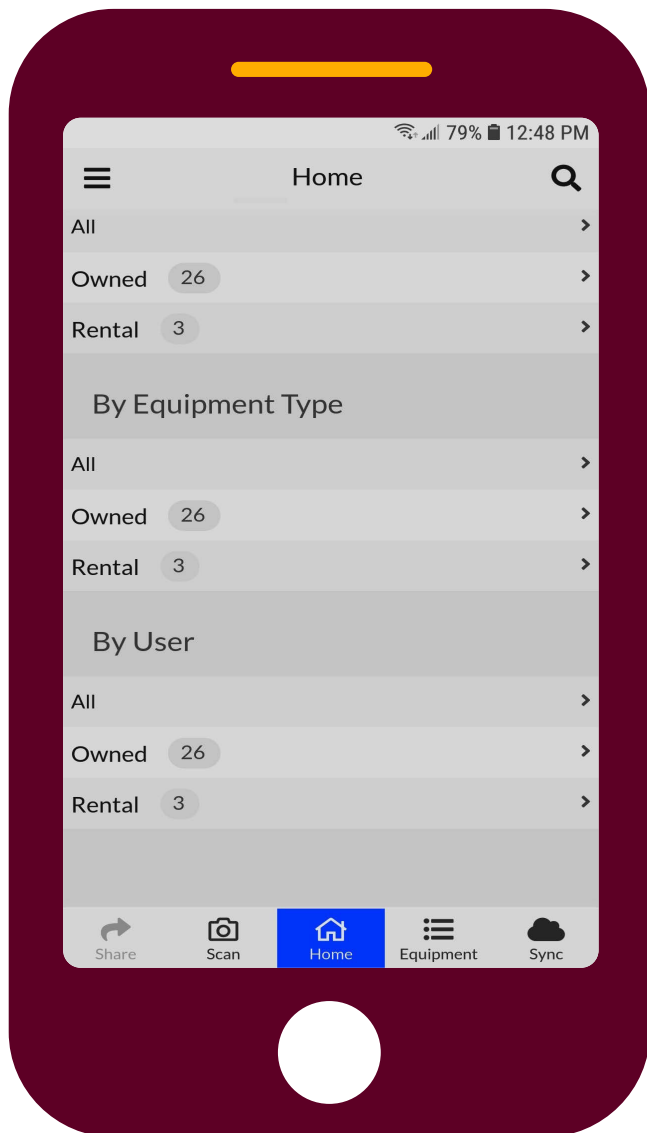 79% 12:48 PM
Home
All
Owned 26
Rental 3
By Equipment Type
All
Owned 26
Rental 3
By User
All
Owned 26
Rental 3
Share Scan Home Equipment Sync